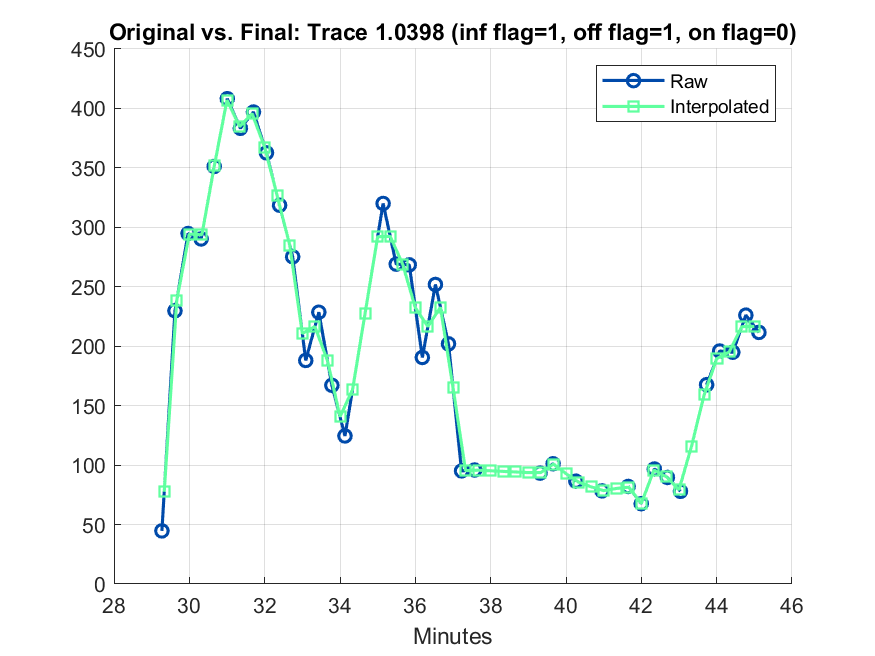 Original vs. Final: Trace 1.0398 (inf flag=1, off flag=1, on flag=0)
450
400
350
300
250
200
150
100
50
0
Raw
Interpolated
28 30 32 34 36 38 40 42 44 46
Minutes